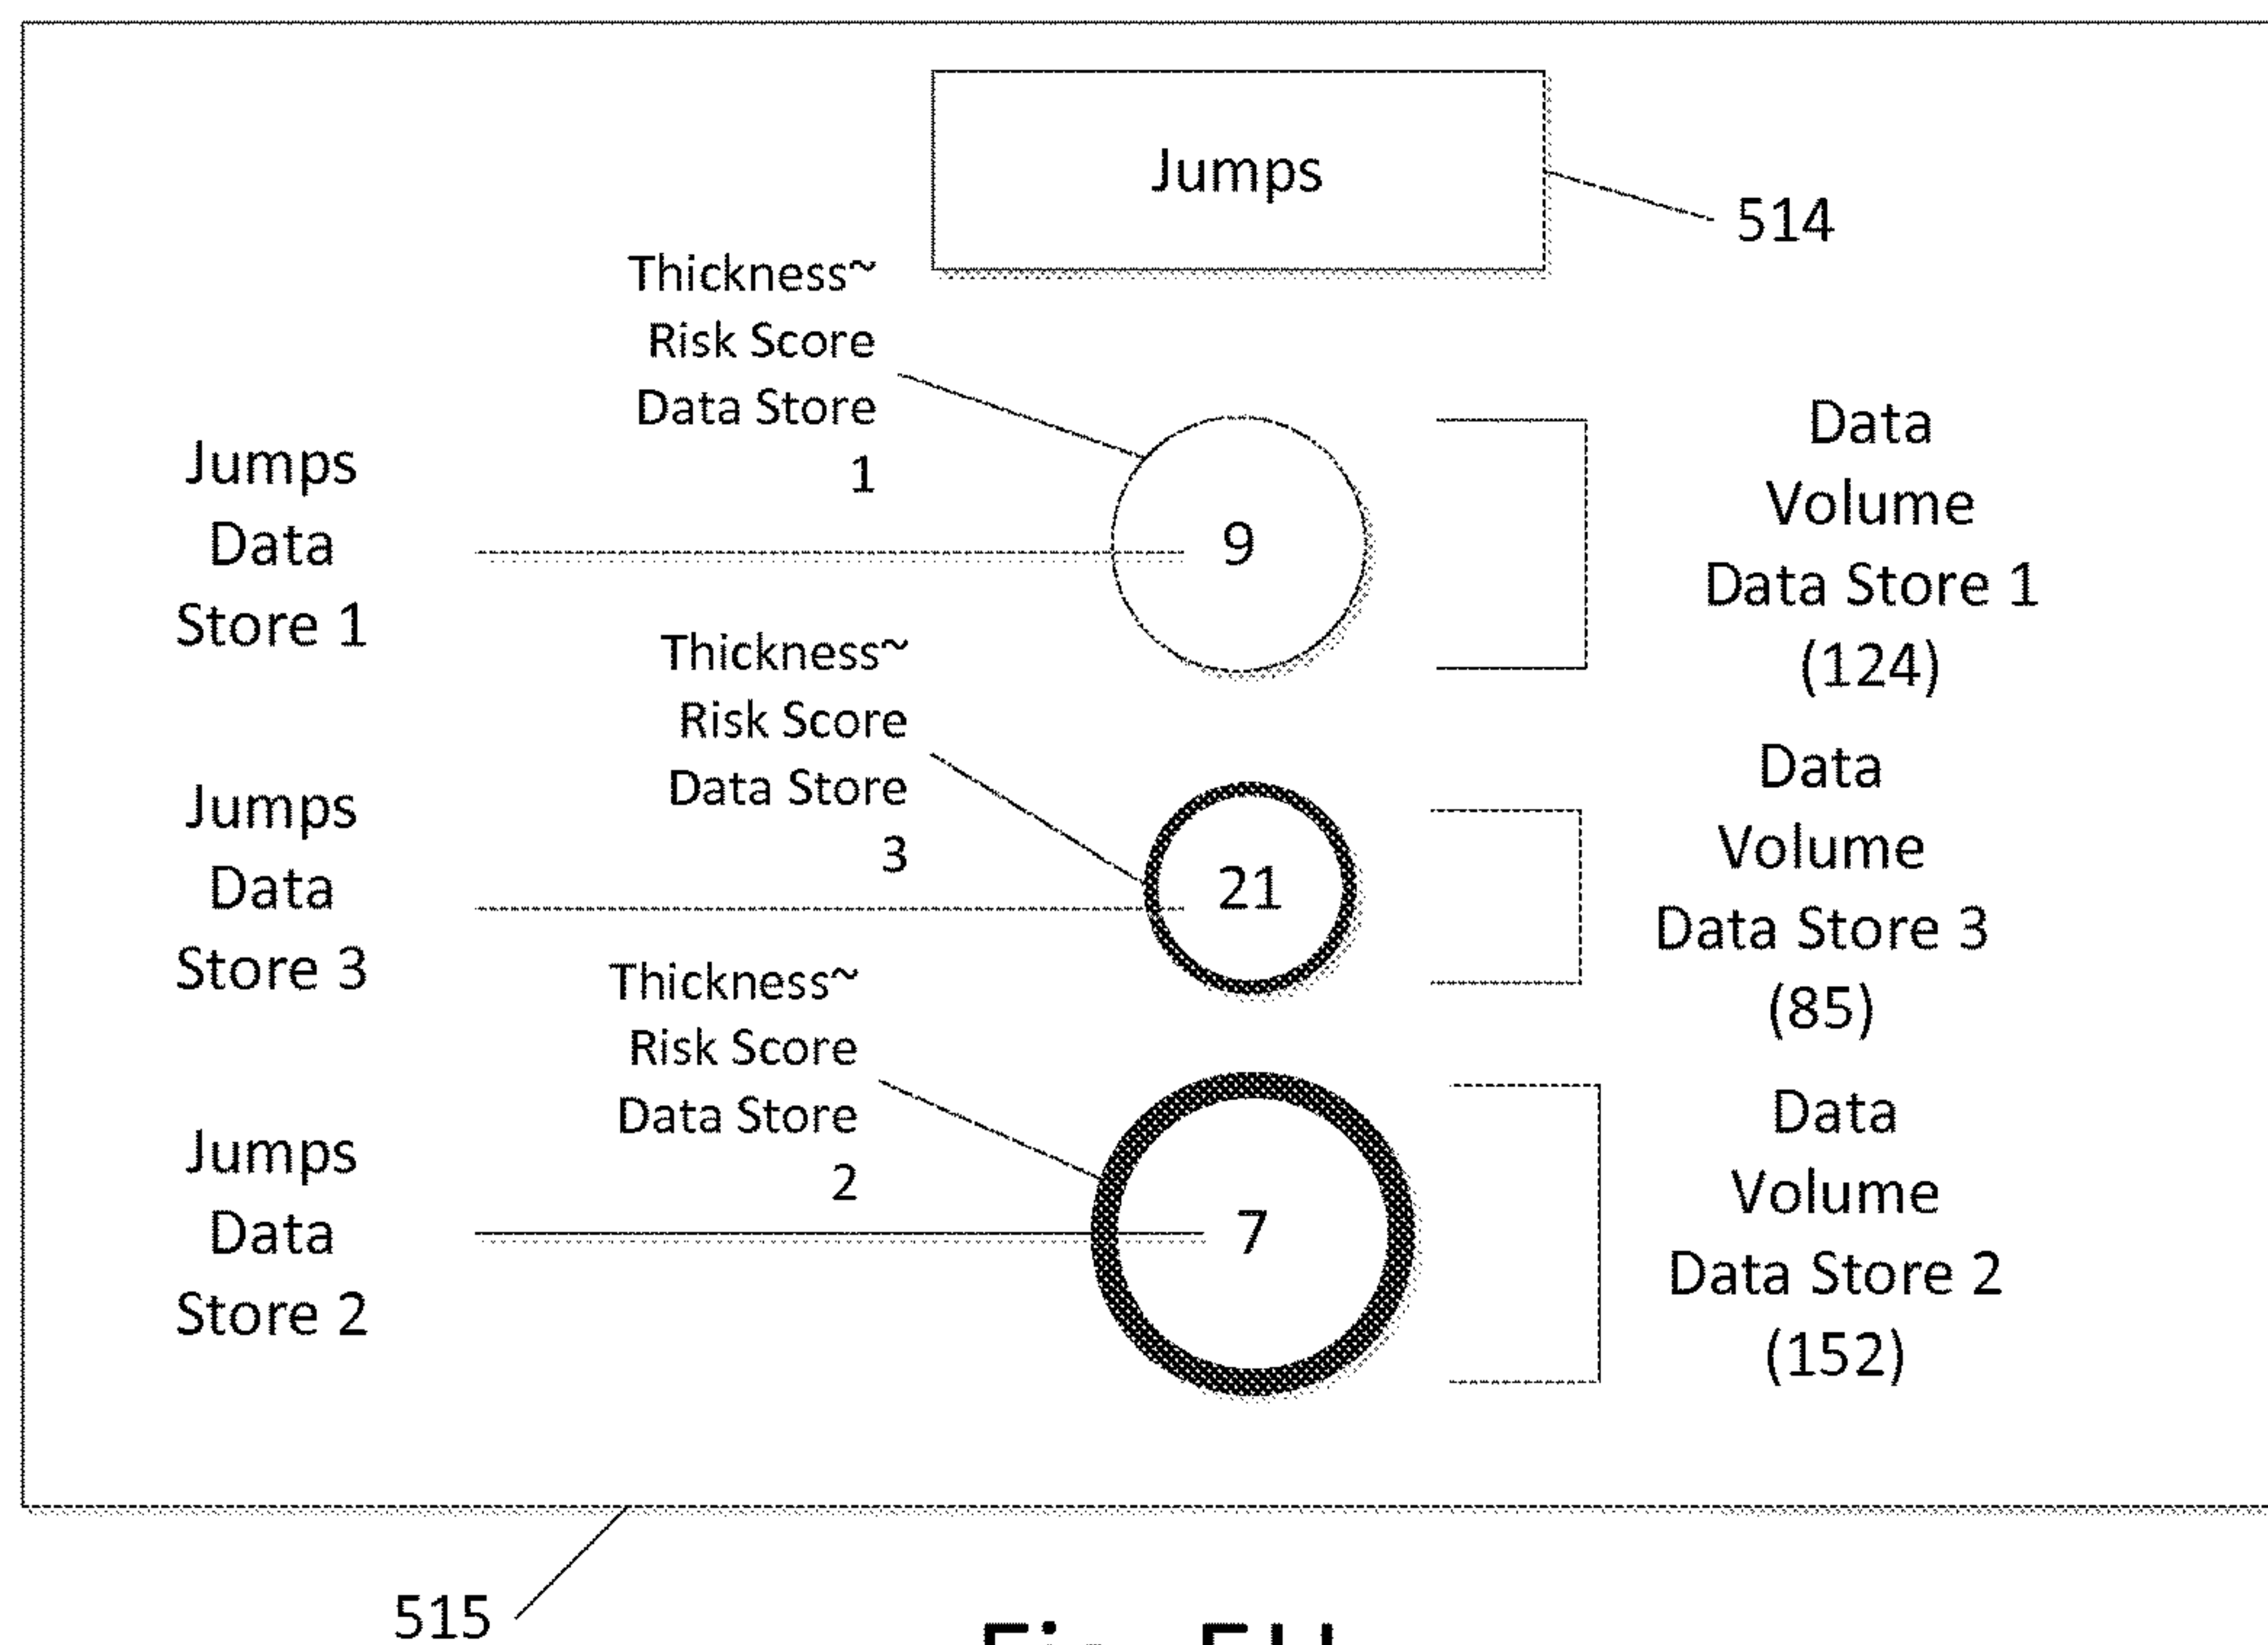 Jumps
514
Thickness~
Risk Score
Data Store
1
Jumps
Data
Store 1
9
Data
Volume
Data Store 1
(124)
Thickness~
Risk Score
Data Store
3
Jumps
Data
Store 3
21
Data
Volume
Data Store 3
(85)
Thickness~
Risk Score
Data Store
2
Jumps
Data
Store 2
7
Data
Volume
Data Store 2
(152)
515